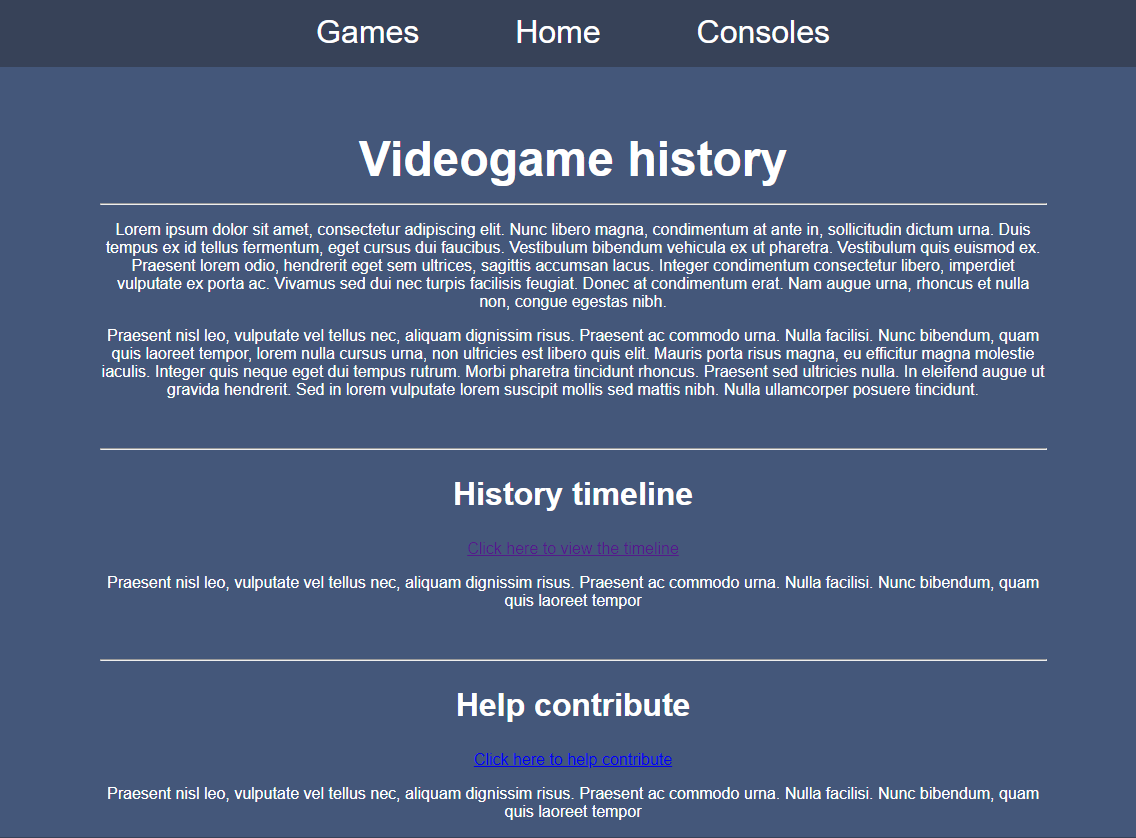 Games Home Consoles
Videogame history
Lorem ipsum dolor sit amet, consectetur adipiscing elit. Nunc libero magna, condimentum at ante in, sollicitudin dictum urna. Duis
tempus ex id tellus fermentum, eget cursus dui faucibus. Vestibulum bibendum vehicula ex ut pharetra. Vestibulum quis euismod ex.
Praesent lorem odio, hendrerit eget sem ultrices, sagittis accumsan lacus. Integer condimentum consectetur libero, imperdiet
vulputate ex porta ac. Vivamus sed dui nec turpis facilisis feugiat. Donec at condimentum erat. Nam augue urna, rhoncus et nulla
non, congue egestas nibh.
Praesent nisl leo, vulputate vel tellus nec, aliquam dignissim risus. Praesent ac commodo urna. Nulla facilisi. Nunc bibendum, quam
quis laoreet tempor, lorem nulla cursus urna, non ultricies est libero quis elit. Mauris porta risus magna, eu efficitur magna molestie
iaculis. Integer quis neque eget dui tempus rutrum. Morbi pharetra tincidunt rhoncus. Praesent sed ultricies nulla. In eleifend augue ut
gravida hendrerit. Sed in lorem vulputate lorem suscipit mollis sed mattis nibh. Nulla ullamcorper posuere tincidunt.
History timeline
Click here to view the timeline
Praesent nisl leo, vulputate vel tellus nec, aliquam dignissim risus. Praesent ac commodo urna. Nulla facilisi. Nunc bibendum, quam
quis laoreet tempor
Help contribute
Click here to help contribute
Praesent nisl leo, vulputate vel tellus nec, aliquam dignissim risus. Praesent ac commodo urna. Nulla facilisi. Nunc bibendum, quam
quis laoreet tempor